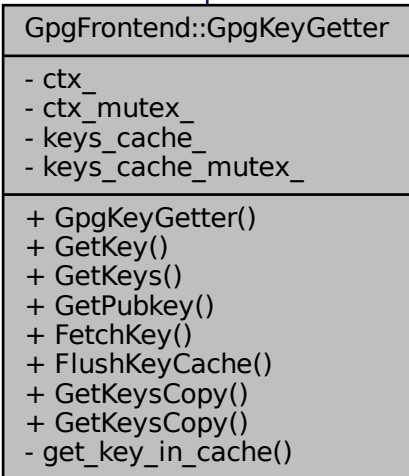 GpgFrontend::GpgKeyGetter
- ctx_
- ctx_mutex_
- keys_cache_
- keys_cache_mutex_
+ GpgKeyGetter()
+ GetKey()
+ GetKeys()
+ GetPubkey()
+ FetchKey()
+ FlushKeyCache()
+ GetKeysCopy()
+ GetKeysCopy()
- get_key_in_cache()